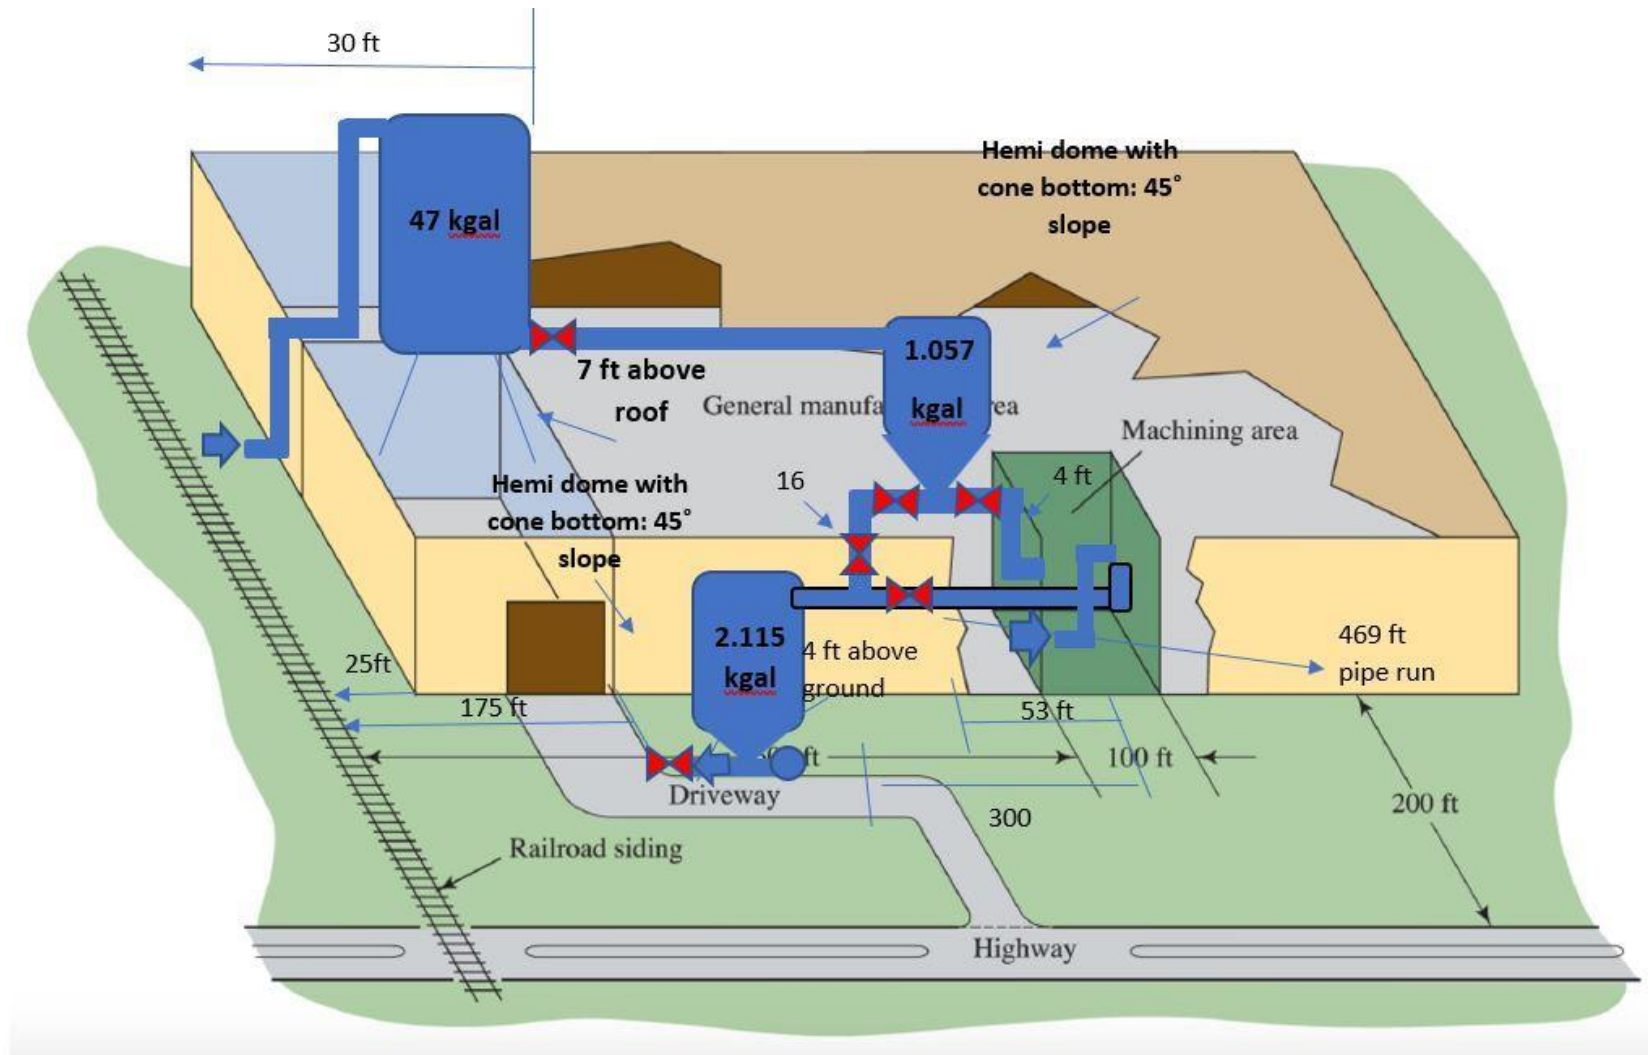 30 ft
47 kgal
Hemi dome with
cone bottom: 45˚
slope
1.057
kgal
7 ft above
roof
General manufa
rea
Machining area
4 ft
16
Hemi dome with
cone bottom: 45˚
slope
2.115
kgal
4 ft above
ground
469 ft
pipe run
25ft
175 ft
53 ft
ft
100 ft
300
200 ft
Driveway
Railroad siding
Highway